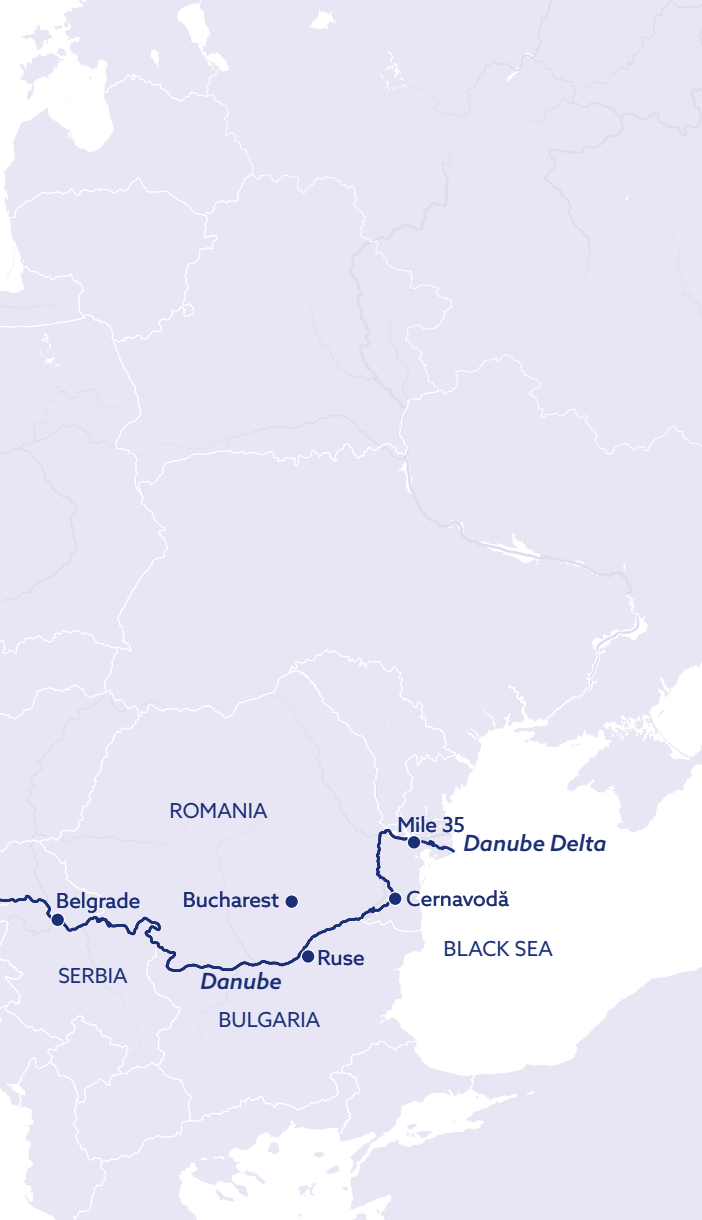 ROMANIA
Mile 35
Danube Delta
Belgrade
Bucharest
Cernavodă
BLACK SEA
Ruse
SERBIA
Danube
BULGARIA